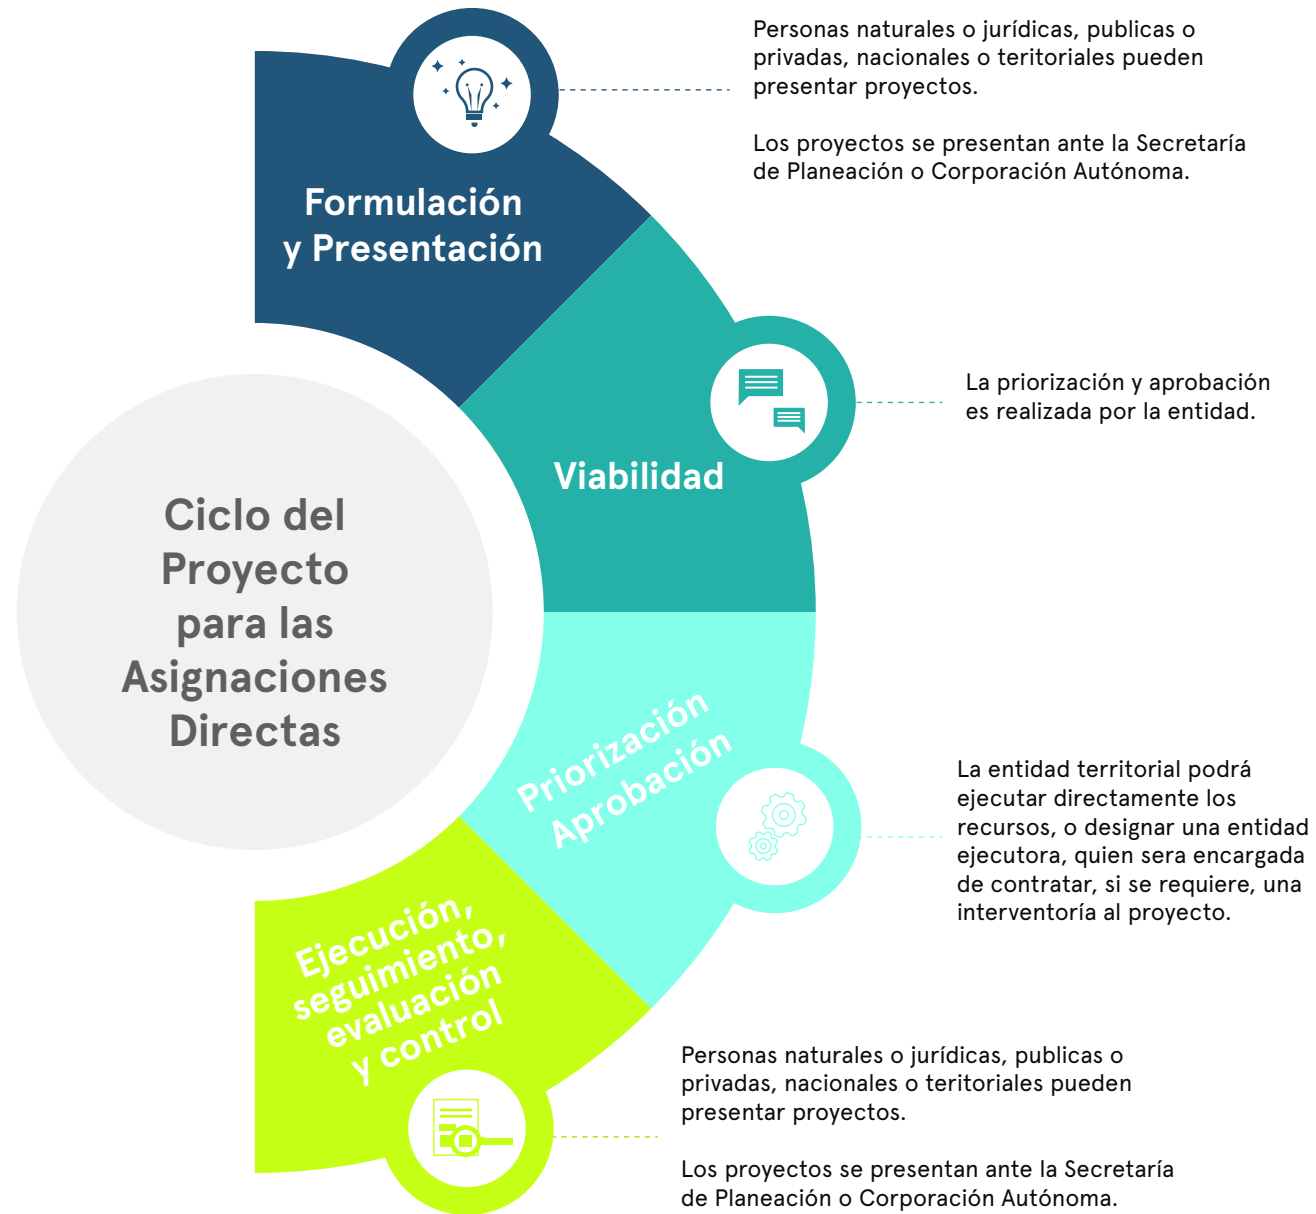 Personas naturales o jurídicas, publicas o
privadas, nacionales o teritoriales pueden
presentar proyectos.
Los proyectos se presentan ante la Secretaría
de Planeación o Corporación Autónoma.
Formulación
y Presentación
La priorización y aprobación
es realizada por la entidad.
Viabilidad
Ciclo del
Proyecto
para las
Asignaciones
Directas
Priorización
Aprobación
La entidad territorial podrá
ejecutar directamente los
recursos, o designar una entidad
ejecutora, quien sera encargada
de contratar, si se requiere, una
interventoría al proyecto.
Ejecución,
seguimiento,
evaluación
y control
Personas naturales o jurídicas, publicas o
privadas, nacionales o teritoriales pueden
presentar proyectos.
Los proyectos se presentan ante la Secretaría
de Planeación o Corporación Autónoma.